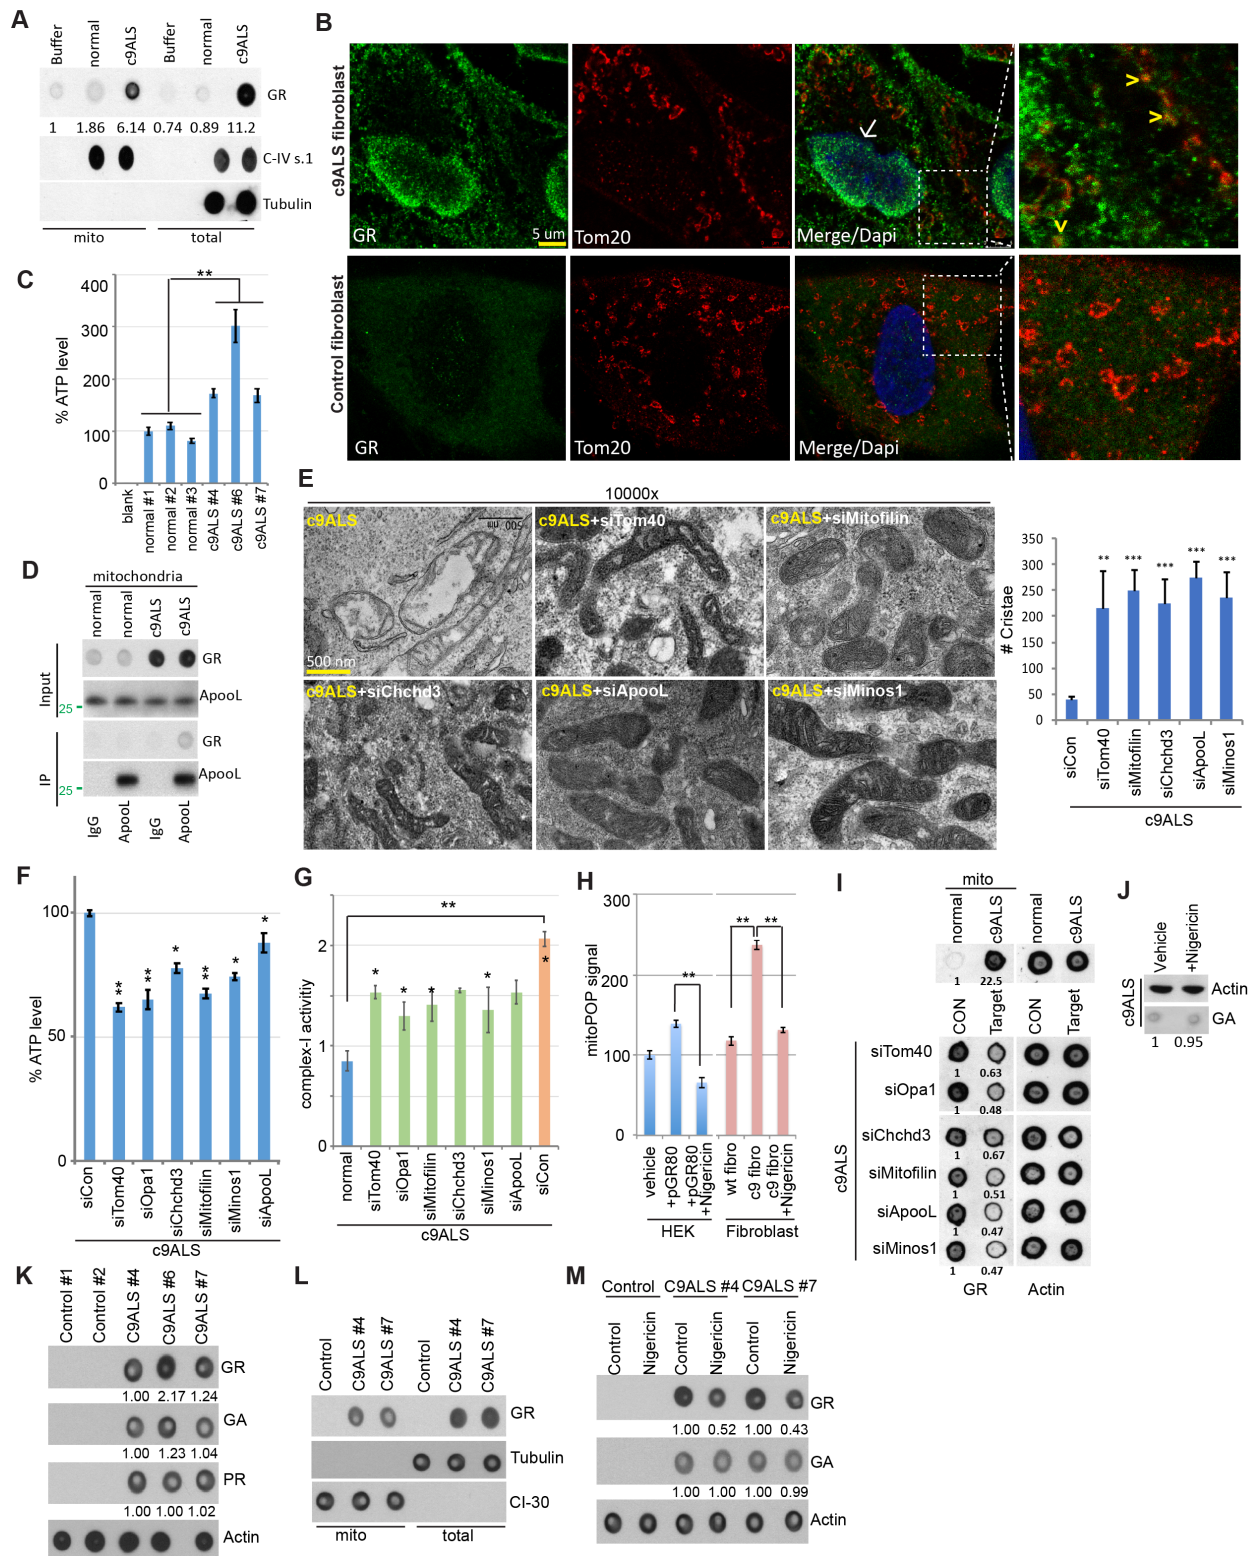 A
Buffer
normal
c9ALS
Buffer
normal
c9ALS
GR
1 1.86 6.14 0.74 0.89 11.2
C-IV s.1
Tubulin
mito
total
B
c9ALS fibroblast
GR
5 um
Tom20
Merge/Dapi
>
>
>
Control fibroblast
GR
Tom20
Merge/Dapi
C
**
% ATP level
400
300
200
100
0
blank
normal #1
normal #2
normal #3
c9ALS #4
c9ALS #6
c9ALS #7
D
mitochondria
normal
normal
c9ALS
c9ALS
Input
GR
ApooL
25
IP
GR
ApooL
25
IgG
ApooL
IgG
ApooL
E
10000x
c9ALS
500 nm
500 nm
c9ALS+siTom40
c9ALS+siMitofilin
c9ALS+siChchd3
c9ALS+siApooL
c9ALS+siMinos1
# Cristae
350
300
250
200
150
100
50
0
**
***
***
***
***
siCon
siTom40
siMitofilin
siChchd3
siApooL
siMinos1
c9ALS
F
% ATP level
100
50
0
**
**
*
**
*
*
siCon
siTom40
siOpa1
siChchd3
siMitofilin
siMinos1
siApooL
c9ALS
G
complex-I activitiy
2
1
0
**
*
*
*
*
*
normal
siTom40
siOpa1
siMitofilin
siChchd3
siMinos1
siApooL
siCon
c9ALS
H
mitoPOP signal
300
200
100
0
**
**
**
vehicle
+pGR80
+pGR80
+Nigericin
wt fibro
c9 fibro
c9 fibro
+Nigericin
HEK
Fibroblast
I
mito
normal
c9ALS
normal
c9ALS
1 22.5
CON
Target
CON
Target
c9ALS
siTom40
1 0.63
siOpa1
1 0.48
siChchd3
1 0.67
siMitofilin
1 0.51
siApooL
1 0.47
siMinos1
1 0.47
GR
Actin
J
Vehicle
+Nigericin
c9ALS
Actin
GA
1 0.95
K
Control #1
Control #2
C9ALS #4
C9ALS #6
C9ALS #7
GR
1.00 2.17 1.24
GA
1.00 1.23 1.04
PR
1.00 1.00 1.02
Actin
L
Control
C9ALS #4
C9ALS #7
Control
C9ALS #4
C9ALS #7
GR
Tubulin
CI-30
mito
total
M
Control C9ALS #4 C9ALS #7
Control
Nigericin
Control
Nigericin
Control
Nigericin
GR
1.00 0.52 1.00 0.43
GA
1.00 1.00 1.00 0.99
Actin